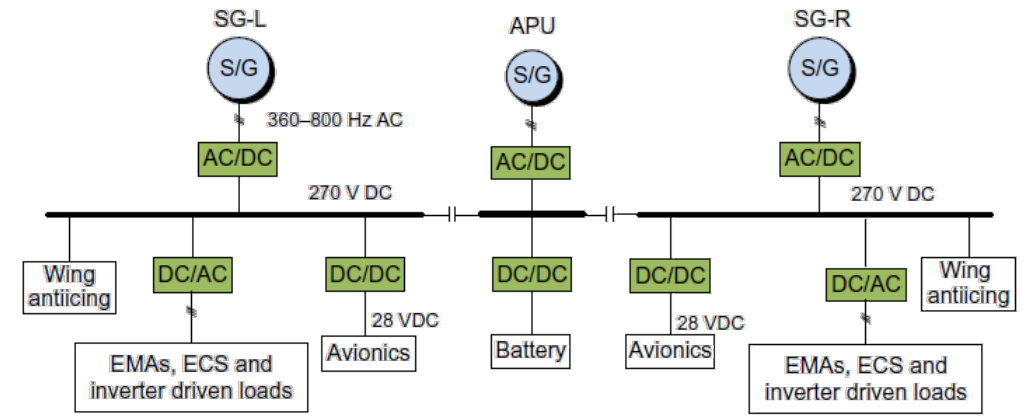 SG-L
APU
SG-R
S/G
S/G
S/G
360–800 Hz AC
AC/DC
AC/DC
AC/DC
270 V DC
270 V DC
Wing
antiicing
DC/AC
DC/DC
DC/DC
DC/DC
DC/AC
Wing
antiicing
28 VDC
28 VDC
EMAs, ECS and
inverter driven loads
Avionics
Battery
Avionics
EMAs, ECS and
inverter driven loads